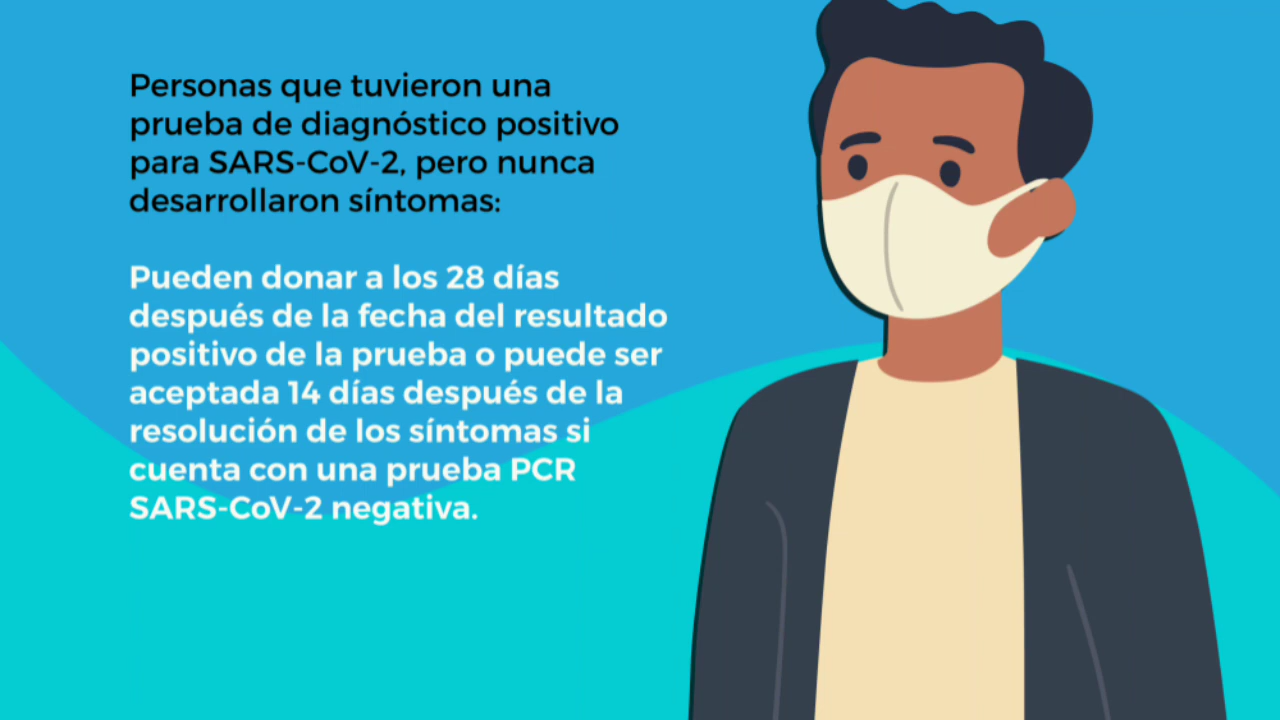 Personas que tuvieron una
prueba de diagnóstico positivo
para SARS-CoV-2, pero nunca
desarrollaron síntomas:
Pueden donar a los 28 días
después de la fecha del resultado
positivo de la prueba o puede ser
aceptada 14 días después de la
resolución de los síntomas si
cuenta con una prueba PCR
SARS-CoV-2 negativa.